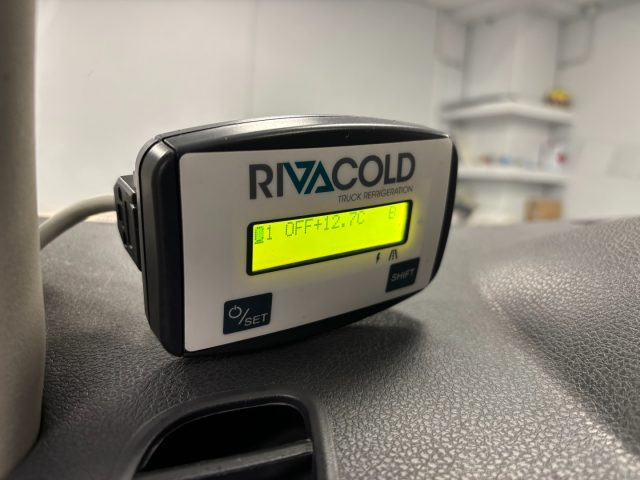 RIVACOLD
TRUCK REFRIGERATION
1 OFF+12.7C
SET
SHIFT